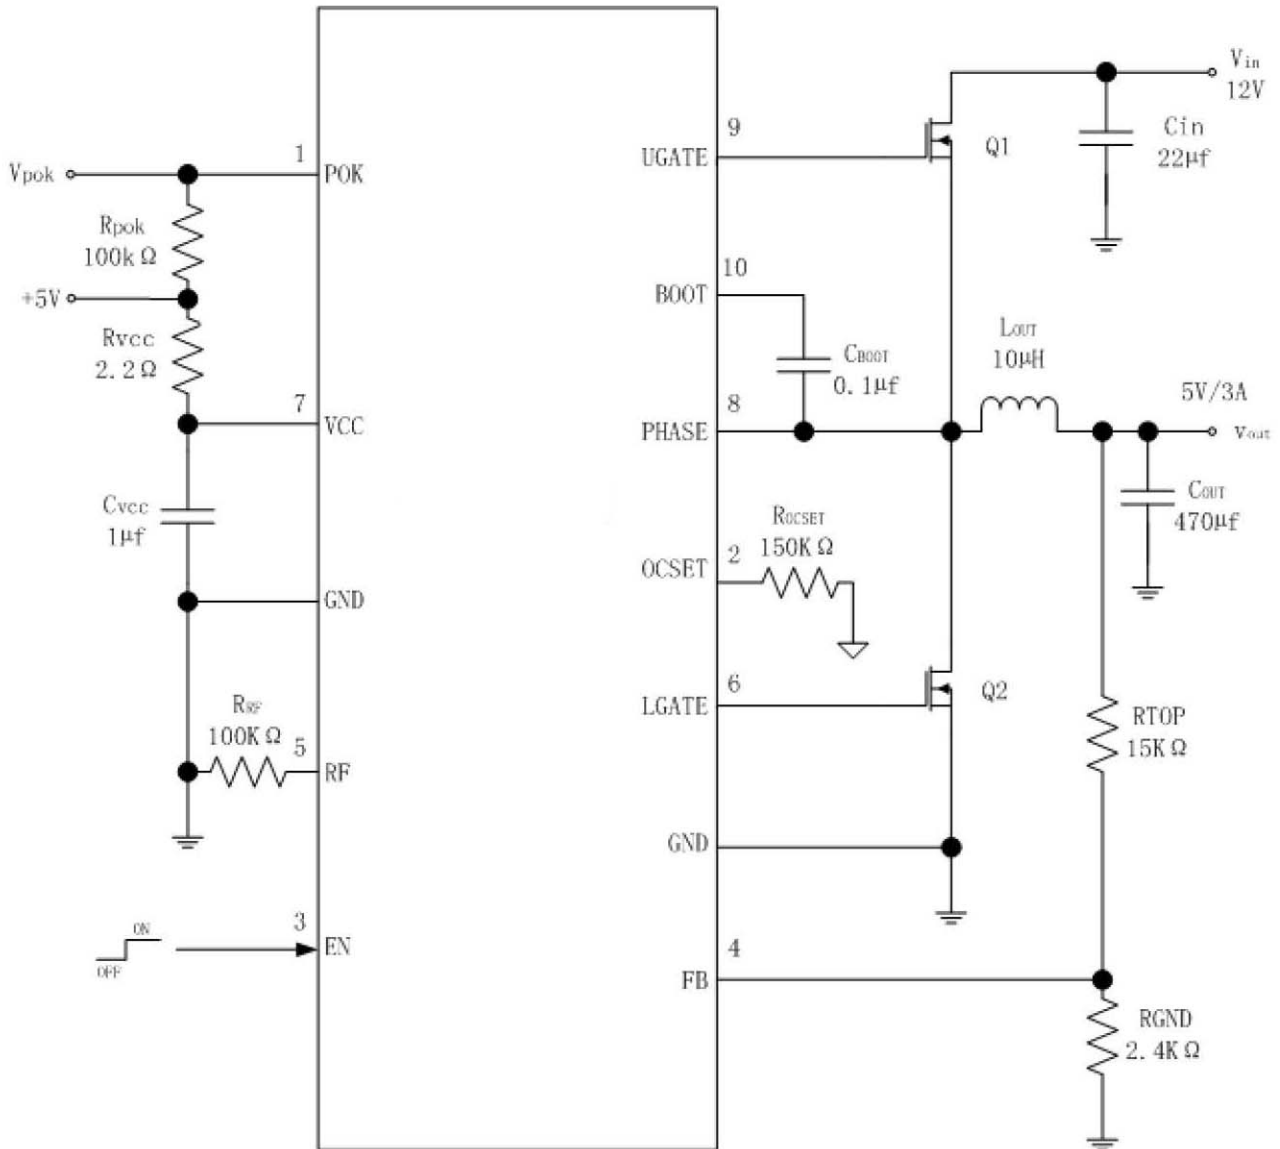 Vpok
1
POK
Rpok
100kΩ
+5V
Rvcc
2.2Ω
7
VCC
Cvcc
1μf
GND
RRF
100KΩ
5
RF
ON
OFF
3
EN
9
UGATE
Q1
Vin
12V
Cin
22μf
10
BOOT
CBOOT
0.1μf
8
PHASE
LOUT
10μH
5V/3A
Vout
COUT
470μf
ROCSET
150KΩ
2
OCSET
6
LGATE
Q2
RTOP
15KΩ
GND
4
FB
RGND
2.4KΩ